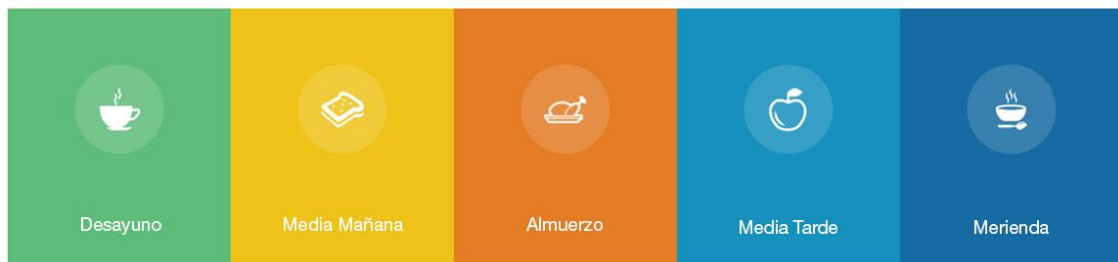 Desayuno
Media Mañana
Almuerzo
Media Tarde
Merienda